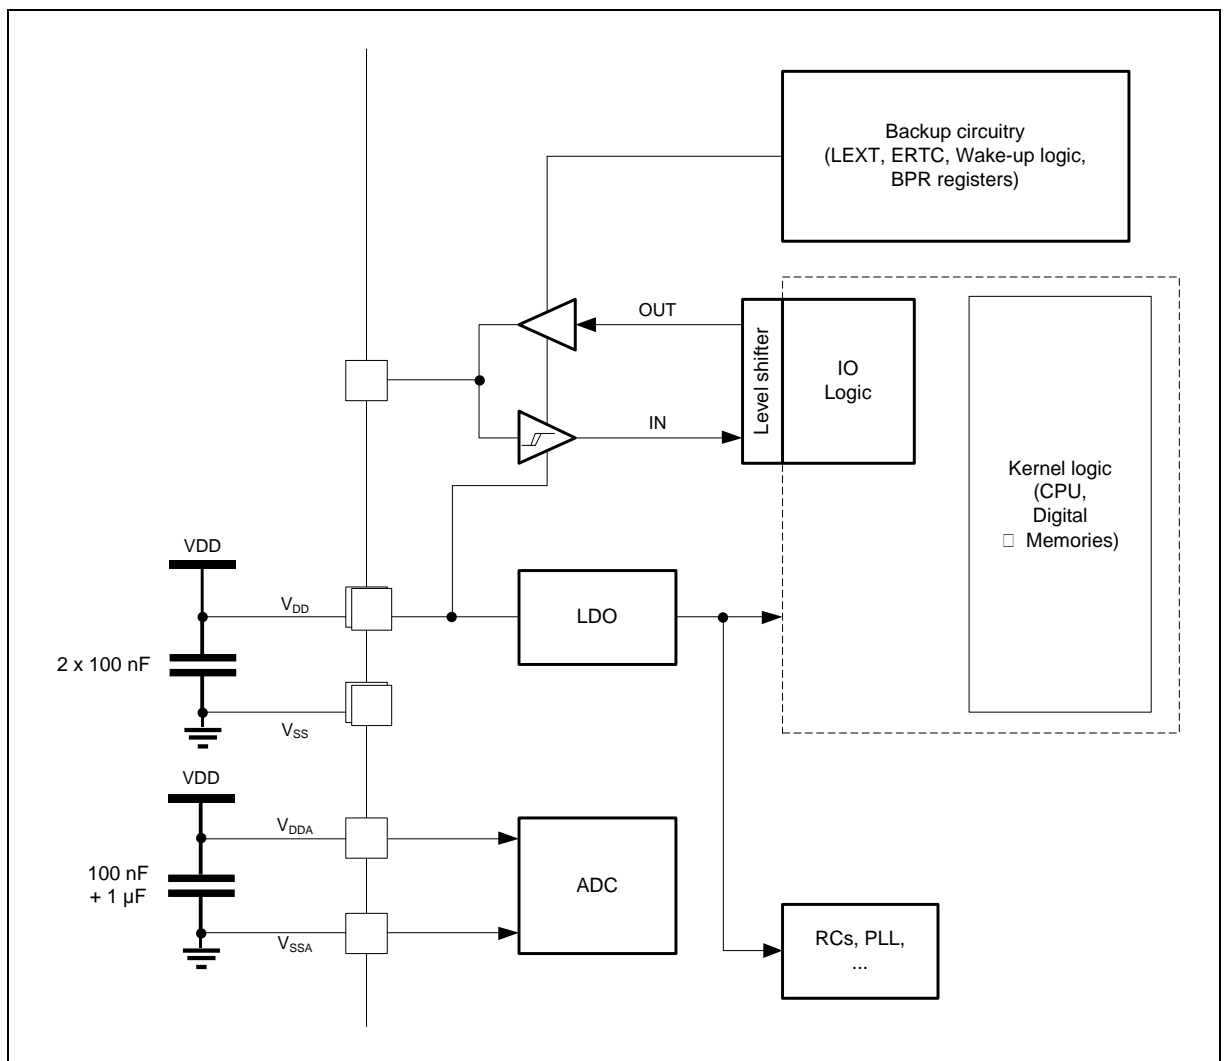 Backup circuitry
(LEXT, ERTC, Wake-up logic,
BPR registers)
OUT
Level shifter
IO
Logic
IN
Kernel logic
(CPU,
Digital
□ Memories)
VDD
VDD
LDO
2 x 100 nF
VSS
VDD
VDDA
100 nF
+ 1 µF
ADC
VSSA
RCs, PLL,
...